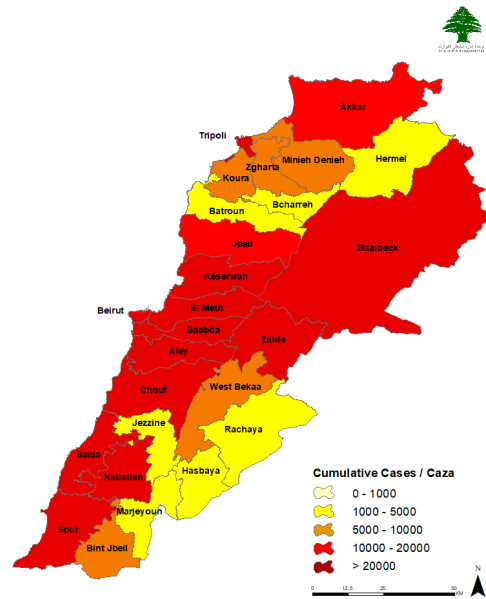 Akkar
Tripoli
Hermel
Minieh Denieh
Zgharta
Koura
Bcharreh
Batroun
Jbeil
Baalbeck
Keserwan
El Metn
Beirut
Baabda
Zahle
Aley
West Bekaa
Chouf
Jezzine
Rachaya
Saida
Hasbaya
Nabatieh
Marjeyoun
Sour
Bint Jbeil
Cumulative Cases / Caza
0 - 1000
1000 - 5000
5000 - 10000
10000 - 20000
> 20000
N
0 12.5 25 50
KM